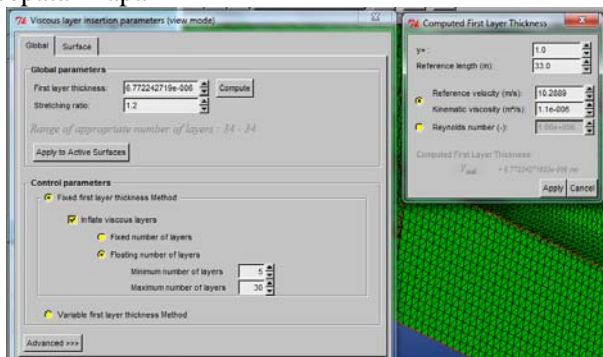 Viscous layer insertion parameters (view mode)
Global
Surface
Global parameters
First layer thickness: 6.772242719e-006 Compute
Stretching ratio: 1.2
Range of appropriate number of layers : 34 - 34
Apply to Active Surfaces
Control parameters
Fixed first layer thickness Method
Inflate viscous layers
Fixed number of layers
Floating number of layers
Minimum number of layers 5
Maximum number of layers 30
Variable first layer thickness Method
Advanced >>>
Computed First Layer Thickness
y+ : 1.0
Reference length (m): 33.0
Reference velocity (m/s): 10.2889
Kinematic viscosity (m²/s): 1.1e-006
Reynolds number (-):
Computed First Layer Thickness
Apply Cancel